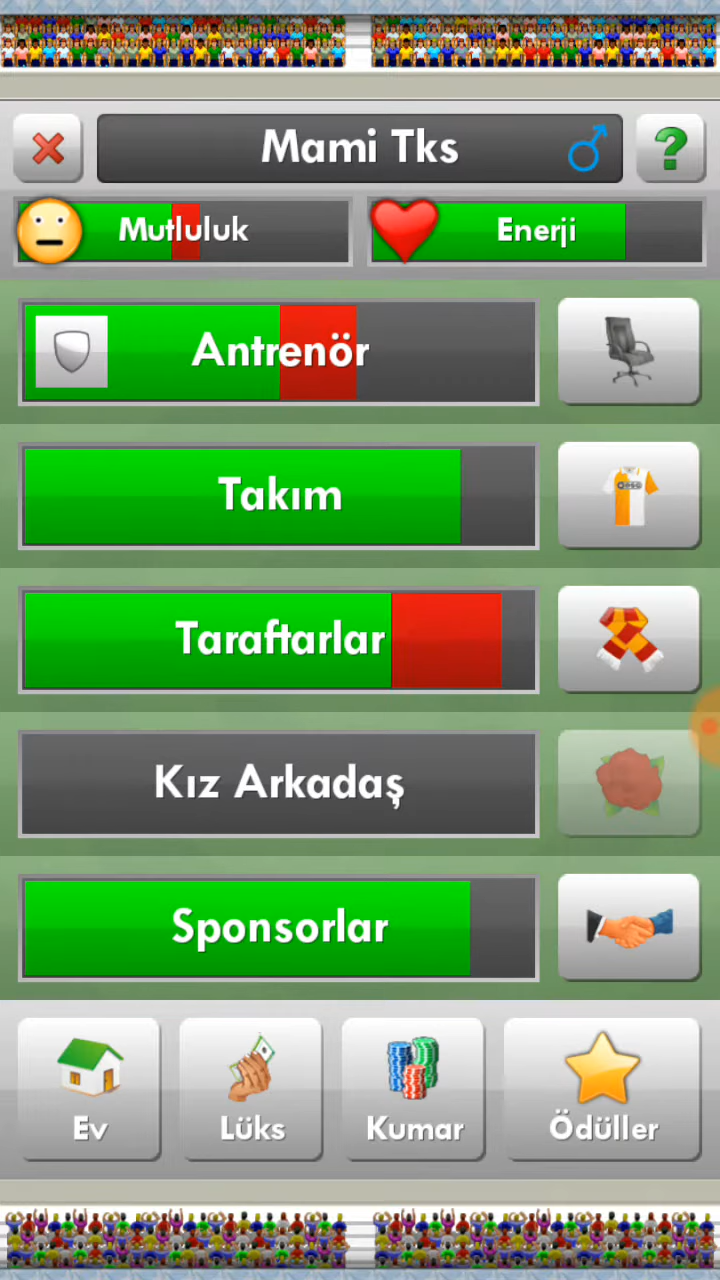 Mami Tks
Mutluluk
Enerji
Antrenör
Takım
Taraftarlar
Kız Arkadaş
Sponsorlar
Ev
Lüks
Kumar
Ödüller